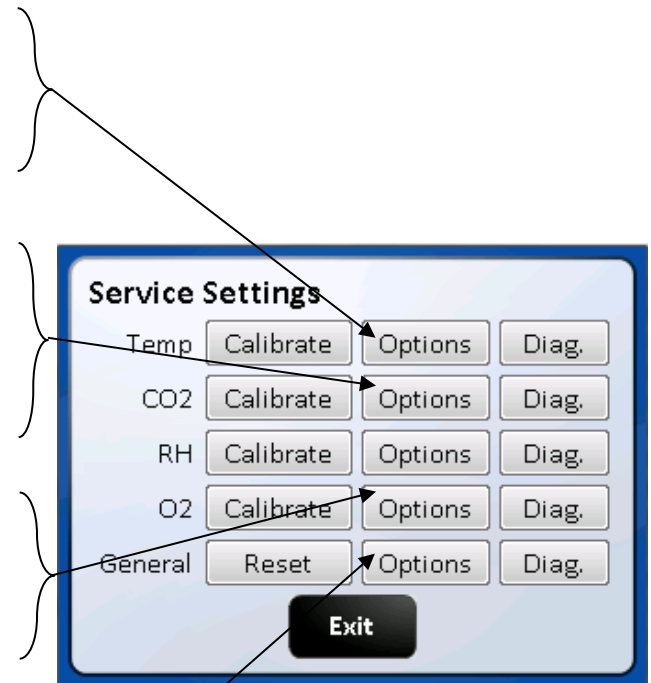 Service Settings
Temp Calibrate Options Diag.
CO2 Calibrate Options Diag.
RH Calibrate Options Diag.
O2 Calibrate Options Diag.
General Reset Options Diag.
Exit